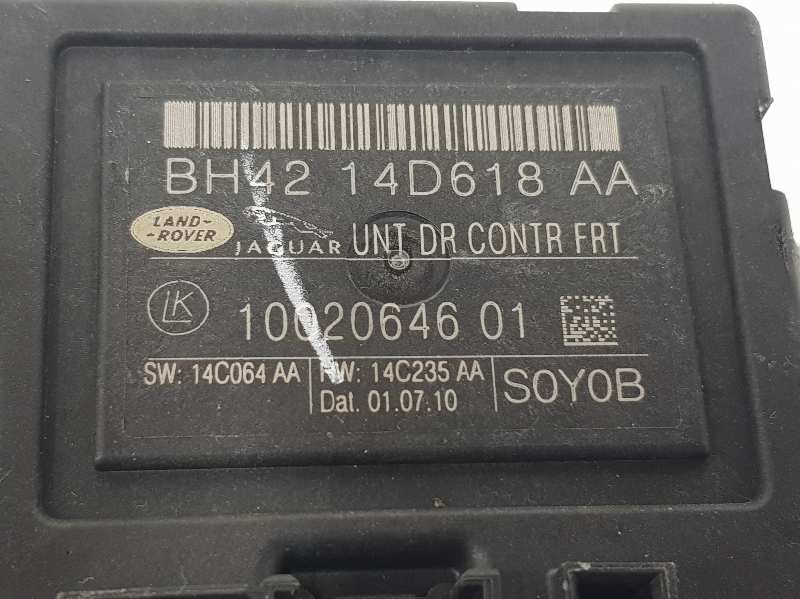 BH42 14D618 AA
LAND-
-ROVER
JAGUAR
UNT DR CONTR FRT
LK
10020646 01
SW: 14C064 AA
HW: 14C235 AA
Dat. 01.07.10
S0Y0B